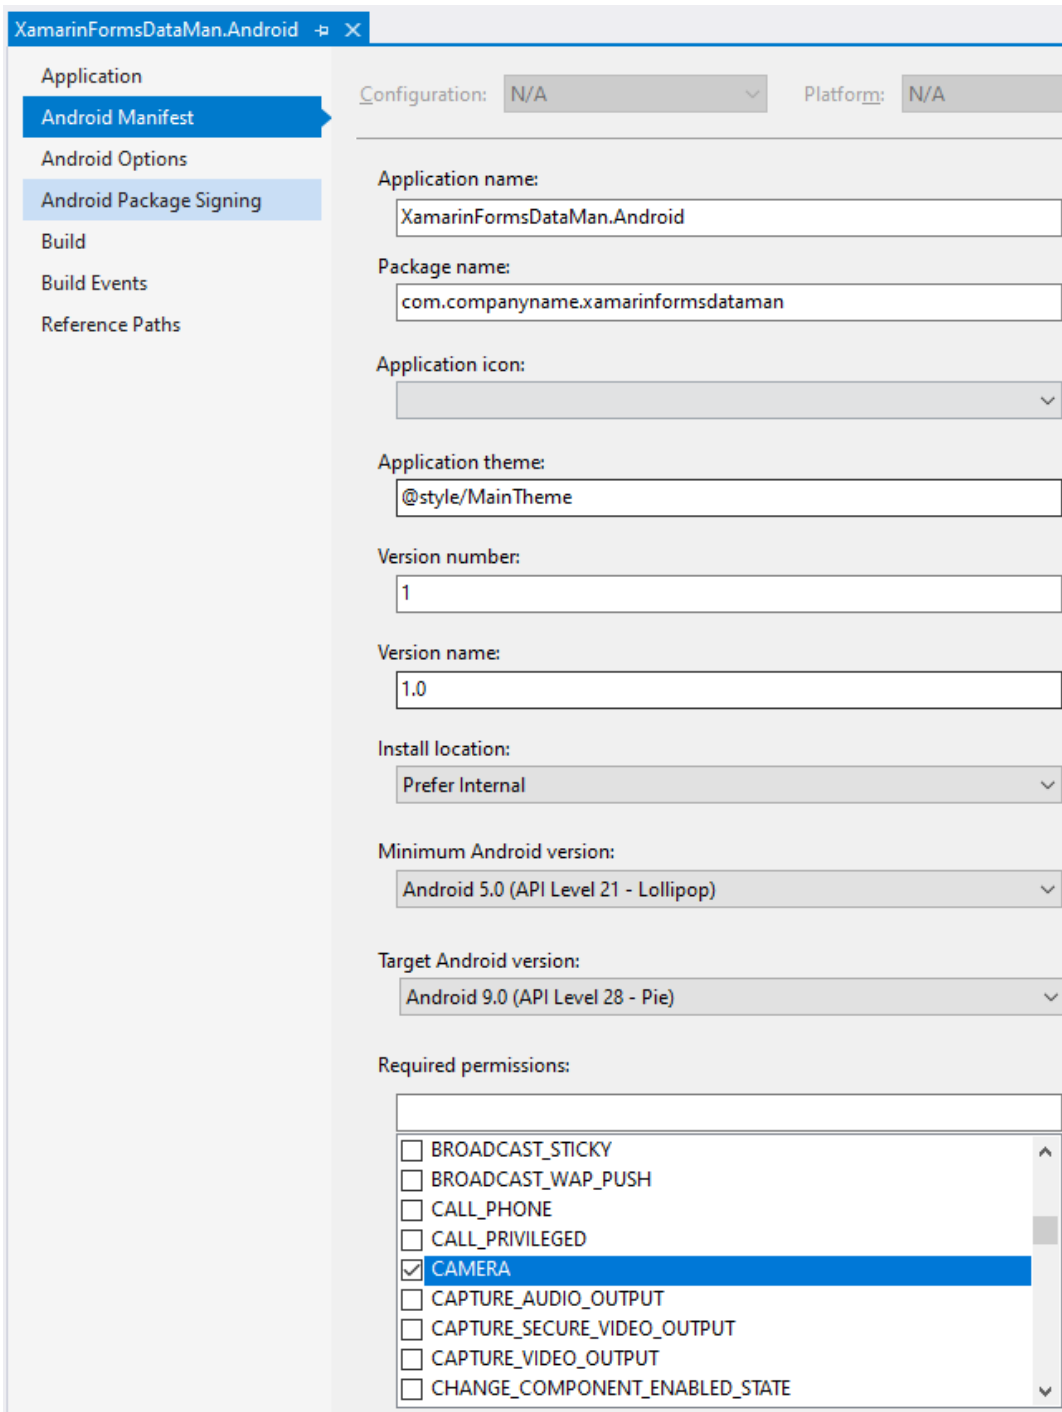 XamarinFormsDataMan.Android
Application
Android Manifest
Android Options
Android Package Signing
Build
Build Events
Reference Paths
Configuration: N/A Platform: N/A
Application name:
XamarinFormsDataMan.Android
Package name:
com.companyname.xamarinformsdataman
Application icon:
Application theme:
@style/MainTheme
Version number:
1
Version name:
1.0
Install location:
Prefer Internal
Minimum Android version:
Android 5.0 (API Level 21 - Lollipop)
Target Android version:
Android 9.0 (API Level 28 - Pie)
Required permissions:
BROADCAST_STICKY
BROADCAST_WAP_PUSH
CALL_PHONE
CALL_PRIVILEGED
CAMERA
CAPTURE_AUDIO_OUTPUT
CAPTURE_SECURE_VIDEO_OUTPUT
CAPTURE_VIDEO_OUTPUT
CHANGE_COMPONENT_ENABLED_STATE